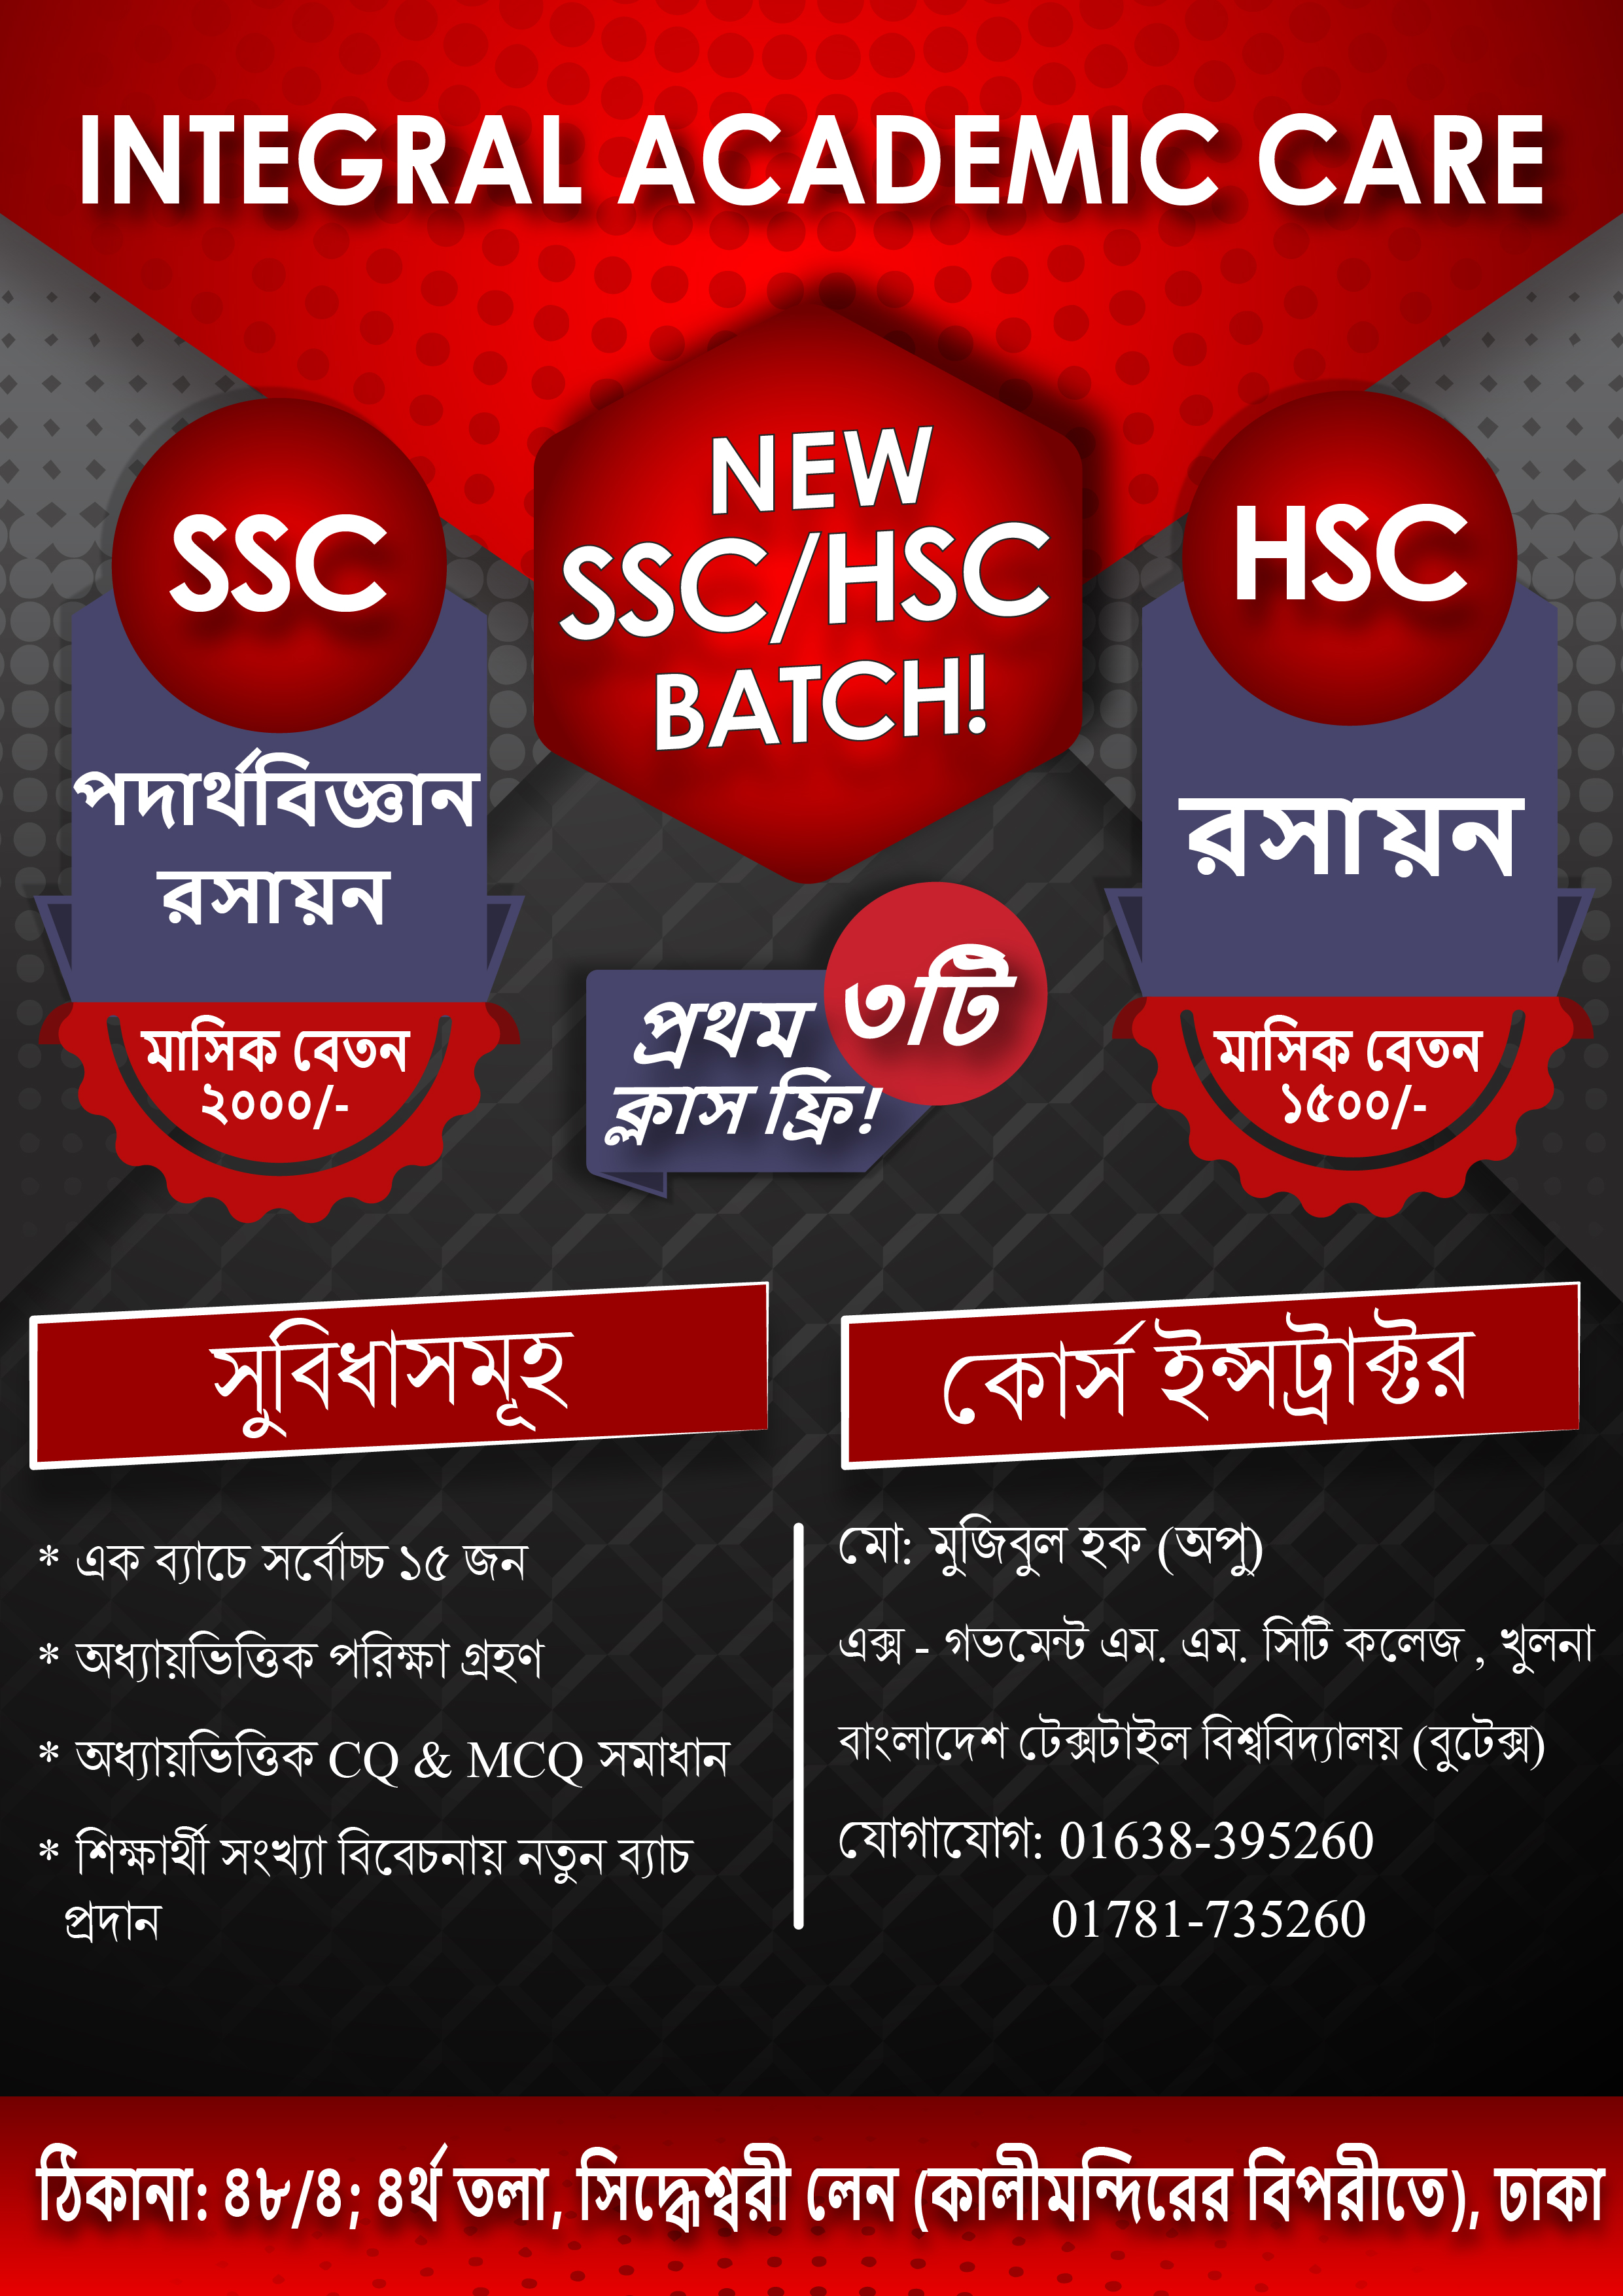 INTEGRAL ACADEMIC CARE
NEW
SSC/HSC
BATCH!
SSC
পদার্থবিজ্ঞান
রসায়ন
মাসিক বেতন
২০০০/-
HSC
রসায়ন
মাসিক বেতন
১৫০০/-
প্রথম ৩টি
ক্লাস ফ্রি!
সুবিধাসমূহ
* এক ব্যাচে সর্বোচ্চ ১৫ জন
* অধ্যায়ভিত্তিক পরিক্ষা গ্রহণ
* অধ্যায়ভিত্তিক CQ & MCQ সমাধান
* শিক্ষার্থী সংখ্যা বিবেচনায় নতুন ব্যাচ
প্রদান
কোর্স ইন্সট্রাক্টর
মো: মুজিবুল হক (অপু)
এক্স - গভমেন্ট এম. এম. সিটি কলেজ , খুলনা
বাংলাদেশ টেক্সটাইল বিশ্ববিদ্যালয় (বুটেক্স)
যোগাযোগ: 01638-395260
01781-735260
ঠিকানা: ৪৮/৪; ৪র্থ তলা, সিদ্ধেশ্বরী লেন (কালীমন্দিরের বিপরীতে), ঢাকা